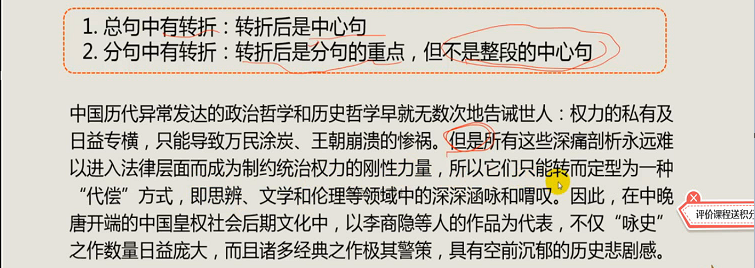 1. 总句中有转折：转折后是中心句
2. 分句中有转折：转折后是分句的重点，但不是整段的中心句
中国历代异常发达的政治哲学和历史哲学早就无数次地告诫世人：权力的私有及
日益专横，只能导致万民涂炭、王朝崩溃的惨祸。但是所有这些深痛剖析永远难
以进入法律层面而成为制约统治权力的刚性力量，所以它们只能转而定型为一种
“代偿”方式，即思辨、文学和伦理等领域中的深深涵咏和喟叹。因此，在中晚
唐开端的中国皇权社会后期文化中，以李商隐等人的作品为代表，不仅“咏史”
之作数量日益庞大，而且诸多经典之作极其警策，具有空前沉郁的历史悲剧感。
评价课程送积分